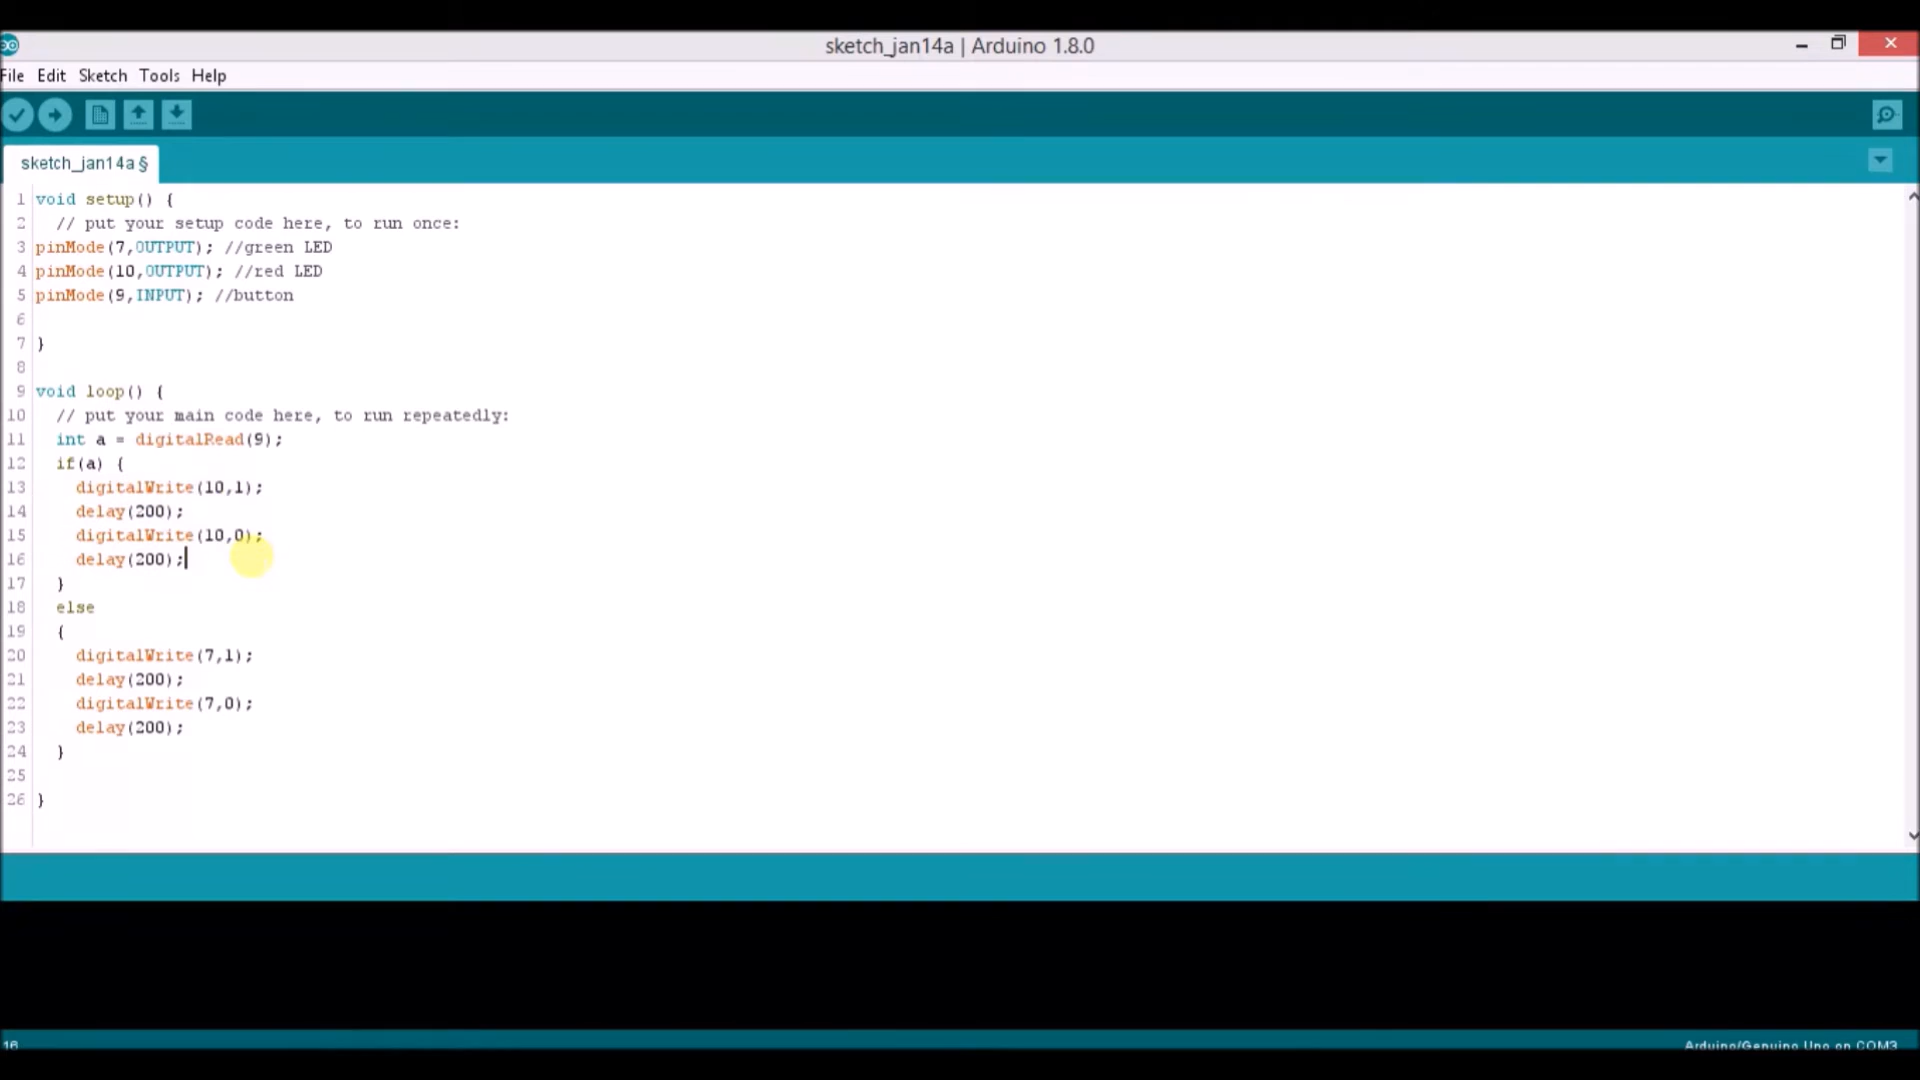 sketch_jan14a | Arduino 1.8.0
File Edit Sketch Tools Help
sketch_jan14a §
1 void setup() {
2 // put your setup code here, to run once:
3 pinMode(7,OUTPUT); //green LED
4 pinMode(10,OUTPUT); //red LED
5 pinMode(9,INPUT); //button
6
7 }
8
9 void loop() {
10 // put your main code here, to run repeatedly:
11 int a = digitalRead(9);
12 if(a) {
13 digitalWrite(10,1);
14 delay(200);
15 digitalWrite(10,0);
16 delay(200);
17 }
18 else
19 {
20 digitalWrite(7,1);
21 delay(200);
22 digitalWrite(7,0);
23 delay(200);
24 }
25
26 }
16 Arduino/Genuino Uno on COM3